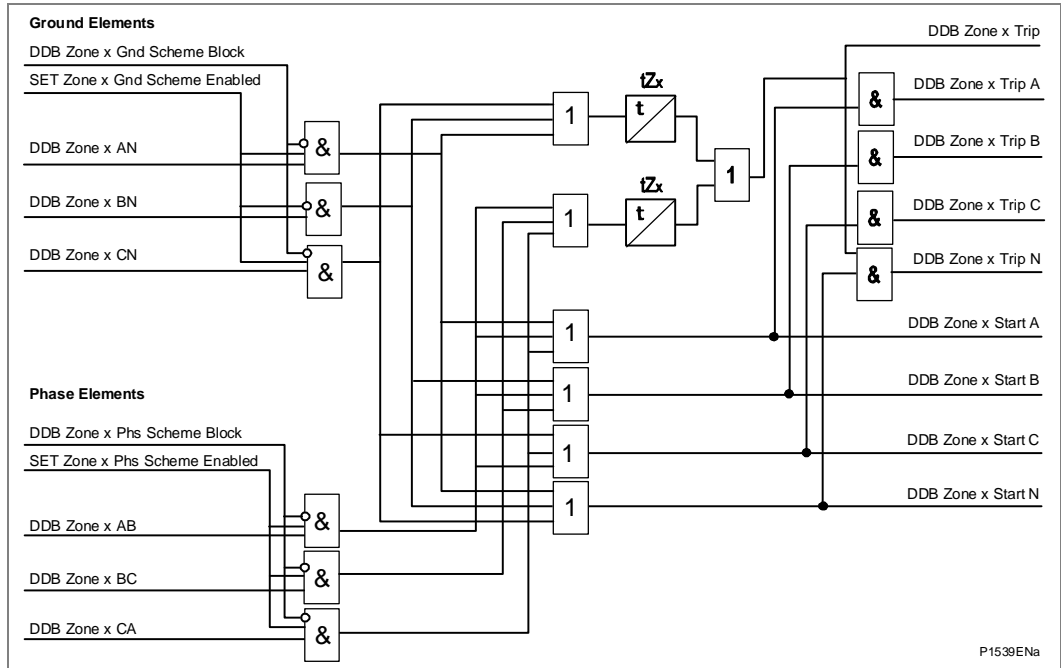 Ground Elements
DDB Zone x Gnd Scheme Block
SET Zone x Gnd Scheme Enabled
DDB Zone x AN
DDB Zone x BN
DDB Zone x CN
&
&
&
Phase Elements
DDB Zone x Phs Scheme Block
SET Zone x Phs Scheme Enabled
DDB Zone x AB
DDB Zone x BC
DDB Zone x CA
&
&
&
1
tZx
t
1
tZx
t
1
1
1
1
1
DDB Zone x Trip
&
DDB Zone x Trip A
&
DDB Zone x Trip B
&
DDB Zone x Trip C
&
DDB Zone x Trip N
DDB Zone x Start A
DDB Zone x Start B
DDB Zone x Start C
DDB Zone x Start N
P1539ENa